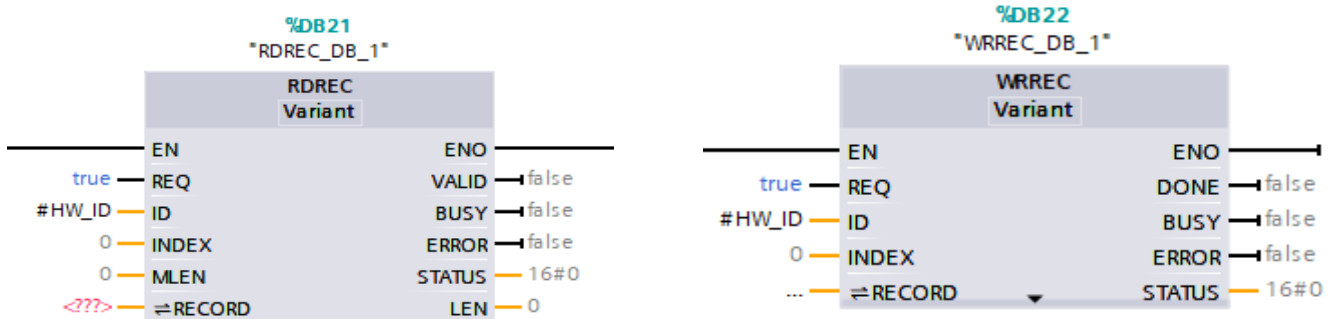 %DB21
"RDREC_DB_1"
RDREC
Variant
EN ENO
true REQ VALID false
#HW_ID ID BUSY false
0 INDEX ERROR false
0 MLEN STATUS 16#0
<???> ⇌RECORD LEN 0
%DB22
"WRREC_DB_1"
WRREC
Variant
EN ENO
true REQ DONE false
#HW_ID ID BUSY false
0 INDEX ERROR false
... ⇌RECORD STATUS 16#0